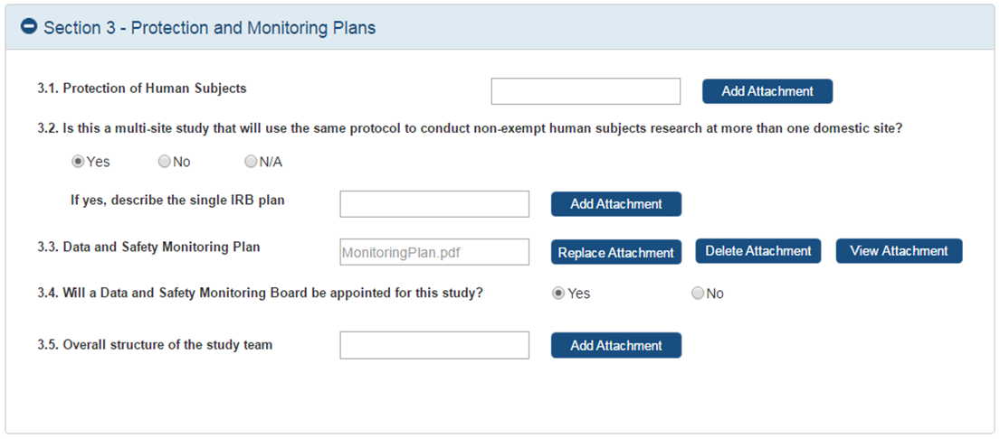 Section 3 - Protection and Monitoring Plans
3.1. Protection of Human Subjects Add Attachment
3.2. Is this a multi-site study that will use the same protocol to conduct non-exempt human subjects research at more than one domestic site?
Yes No N/A
If yes, describe the single IRB plan Add Attachment
3.3. Data and Safety Monitoring Plan MonitoringPlan.pdf Replace Attachment Delete Attachment View Attachment
3.4. Will a Data and Safety Monitoring Board be appointed for this study? Yes No
3.5. Overall structure of the study team Add Attachment